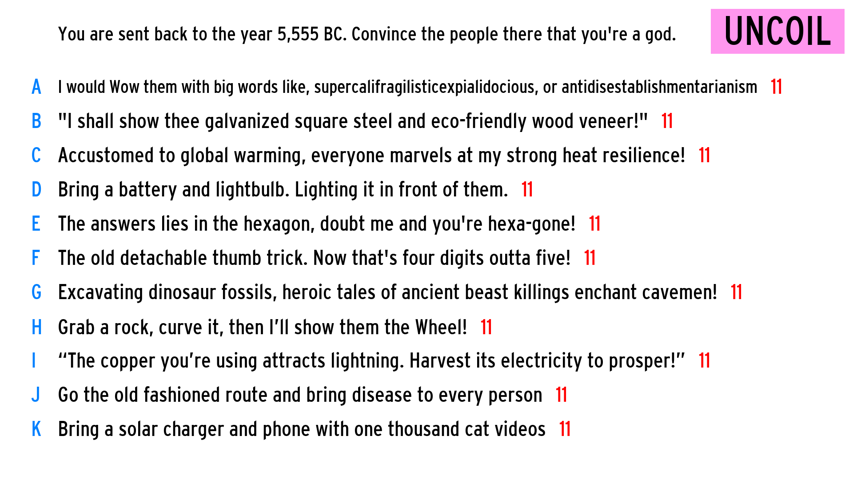 You are sent back to the year 5,555 BC. Convince the people there that you're a god. UNCOIL
A I would Wow them with big words like, supercalifragilisticexpialidocious, or antidisestablishmentarianism 11
B "I shall show thee galvanized square steel and eco-friendly wood veneer!" 11
C Accustomed to global warming, everyone marvels at my strong heat resilience! 11
D Bring a battery and lightbulb. Lighting it in front of them. 11
E The answers lies in the hexagon, doubt me and you're hexa-gone! 11
F The old detachable thumb trick. Now that's four digits outta five! 11
G Excavating dinosaur fossils, heroic tales of ancient beast killings enchant cavemen! 11
H Grab a rock, curve it, then I’ll show them the Wheel! 11
I “The copper you’re using attracts lightning. Harvest its electricity to prosper!” 11
J Go the old fashioned route and bring disease to every person 11
K Bring a solar charger and phone with one thousand cat videos 11